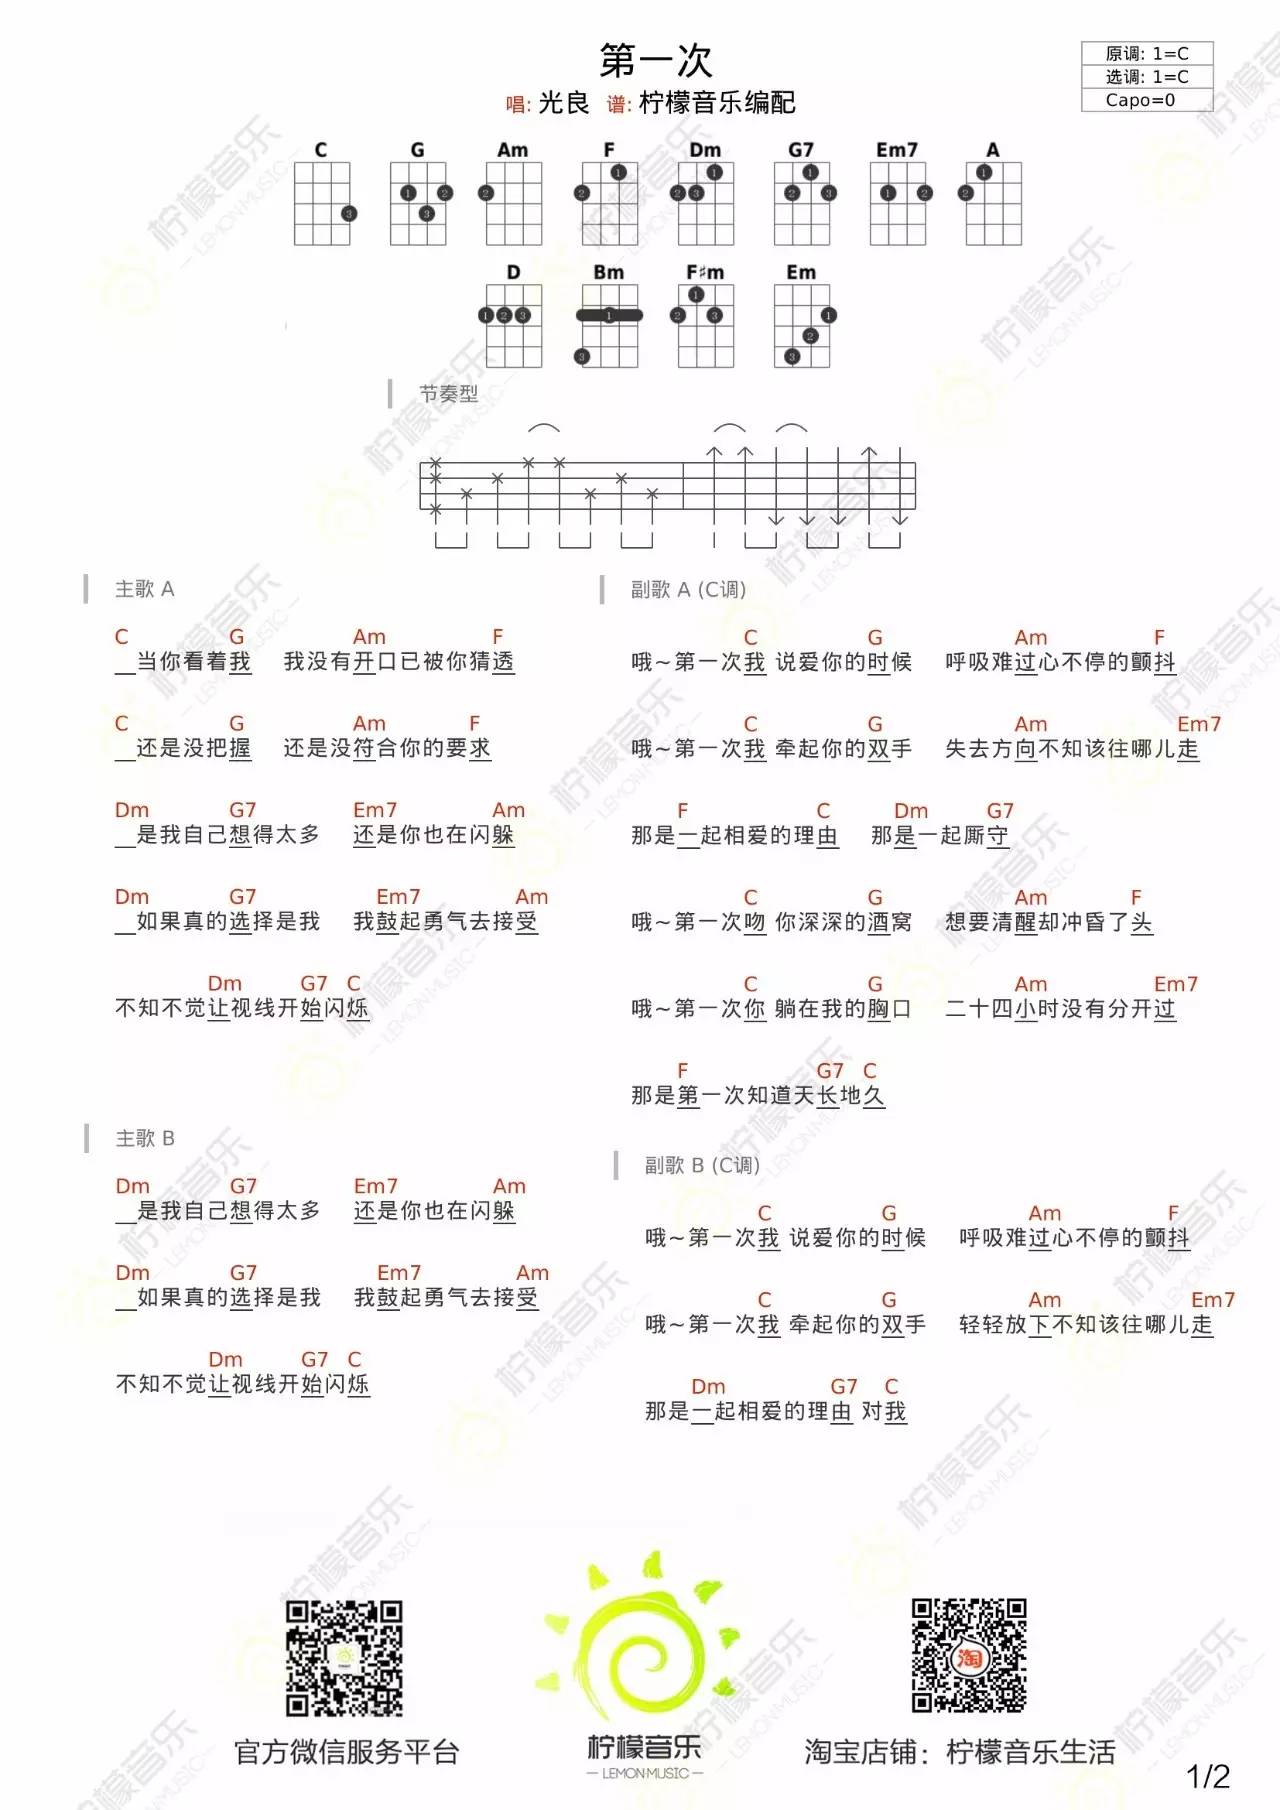 第一次
唱: 光良 谱: 柠檬音乐编配
原调: 1=C
选调: 1=C
Capo=0
C G Am F Dm G7 Em7 A
D Bm F♯m Em
节奏型
主歌 A
C G Am F
__当你看着我 我没有开口已被你猜透
C G Am F
__还是没把握 还是没符合你的要求
Dm G7 Em7 Am
__是我自己想得太多 还是你也在闪躲
Dm G7 Em7 Am
__如果真的选择是我 我鼓起勇气去接受
Dm G7 C
不知不觉让视线开始闪烁
主歌 B
Dm G7 Em7 Am
__是我自己想得太多 还是你也在闪躲
Dm G7 Em7 Am
__如果真的选择是我 我鼓起勇气去接受
Dm G7 C
不知不觉让视线开始闪烁
副歌 A (C调)
C G Am F
哦~第一次我 说爱你的时候 呼吸难过心不停的颤抖
C G Am Em7
哦~第一次我 牵起你的双手 失去方向不知该往哪儿走
F C Dm G7
那是一起相爱的理由 那是一起厮守
C G Am F
哦~第一次吻 你深深的酒窝 想要清醒却冲昏了头
C G Am Em7
哦~第一次你 躺在我的胸口 二十四小时没有分开过
F G7 C
那是第一次知道天长地久
副歌 B (C调)
C G Am F
哦~第一次我 说爱你的时候 呼吸难过心不停的颤抖
C G Am Em7
哦~第一次我 牵起你的双手 轻轻放下不知该往哪儿走
Dm G7 C
那是一起相爱的理由 对我
淘
官方微信服务平台
柠檬音乐
— LEMONMUSIC —
淘宝店铺：柠檬音乐生活
1/2